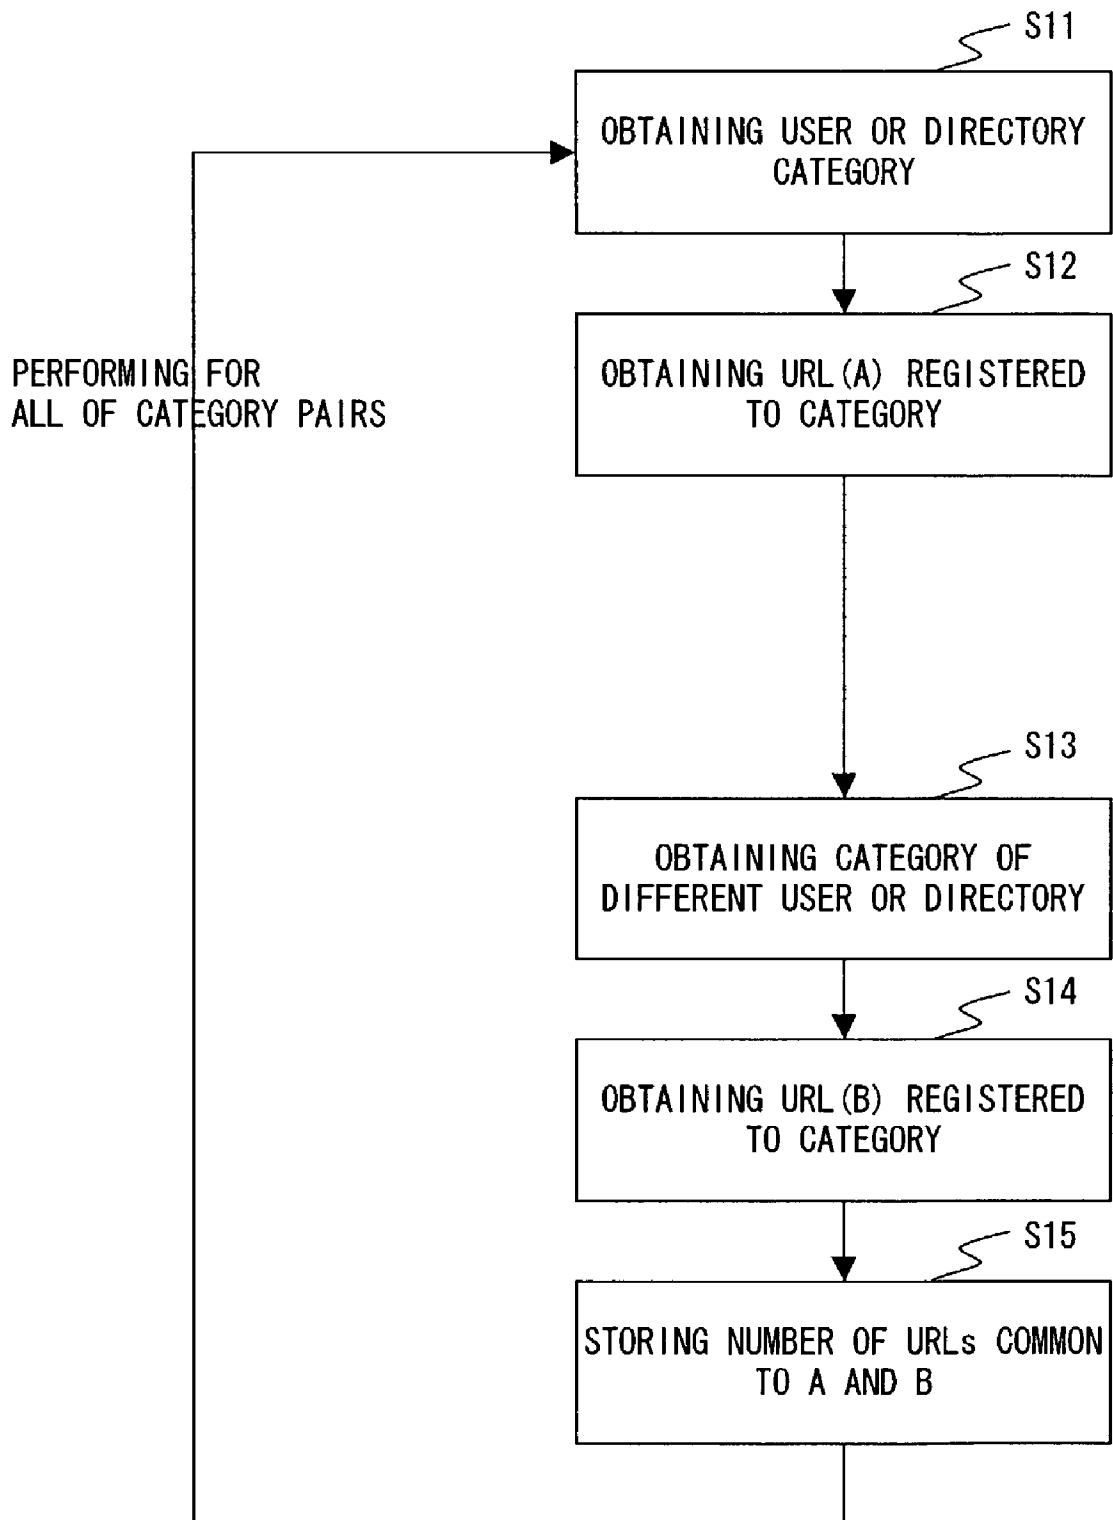 S11
OBTAINING USER OR DIRECTORY
CATEGORY
S12
PERFORMING FOR
ALL OF CATEGORY PAIRS
OBTAINING URL(A) REGISTERED
TO CATEGORY
S13
OBTAINING CATEGORY OF
DIFFERENT USER OR DIRECTORY
S14
OBTAINING URL(B) REGISTERED
TO CATEGORY
S15
STORING NUMBER OF URLs COMMON
TO A AND B